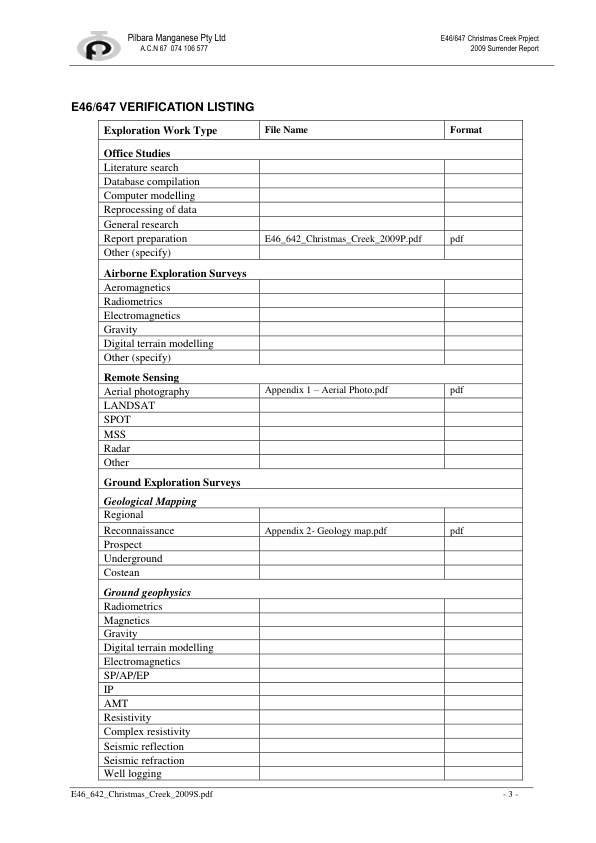 Pilbara Manganese Pty Ltd
A.C.N 67 074 106 577
E46/647 Christmas Creek Prpject
2009 Surrender Report
E46/647 VERIFICATION LISTING
Exploration Work Type File Name Format
Office Studies
Literature search
Database compilation
Computer modelling
Reprocessing of data
General research
Report preparation E46_642_Christmas_Creek_2009P.pdf pdf
Other (specify)
Airborne Exploration Surveys
Aeromagnetics
Radiometrics
Electromagnetics
Gravity
Digital terrain modelling
Other (specify)
Remote Sensing
Aerial photography Appendix 1 – Aerial Photo.pdf pdf
LANDSAT
SPOT
MSS
Radar
Other
Ground Exploration Surveys
Geological Mapping
Regional
Reconnaissance Appendix 2- Geology map.pdf pdf
Prospect
Underground
Costean
Ground geophysics
Radiometrics
Magnetics
Gravity
Digital terrain modelling
Electromagnetics
SP/AP/EP
IP
AMT
Resistivity
Complex resistivity
Seismic reflection
Seismic refraction
Well logging
E46_642_Christmas_Creek_2009S.pdf - 3 -